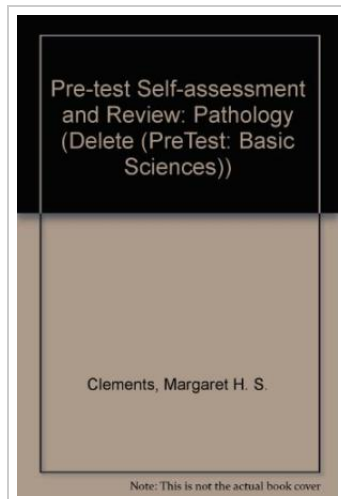 Pre-test Self-assessment
and Review: Pathology
(Delete (PreTest: Basic
Sciences))
Clements, Margaret H. S.
Note: This is not the actual book cover